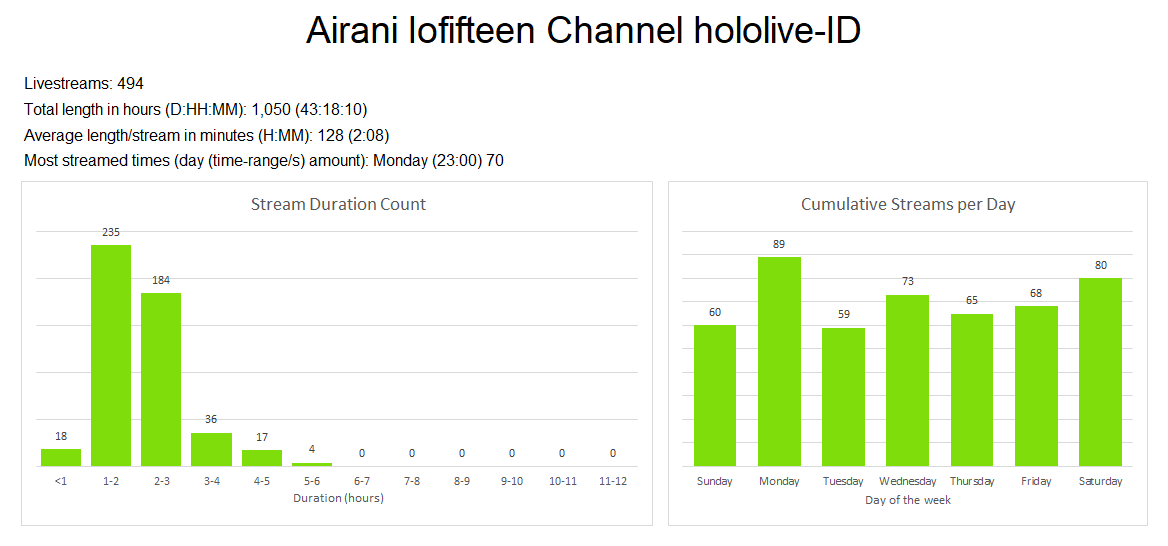 Airani Iofifteen Channel hololive-ID
Livestreams: 494
Total length in hours (D:HH:MM): 1,050 (43:18:10)
Average length/stream in minutes (H:MM): 128 (2:08)
Most streamed times (day (time-range/s) amount): Monday (23:00) 70
Stream Duration Count
235
184
36
18
17
4
0
0
0
0
0
0
<1 1-2 2-3 3-4 4-5 5-6 6-7 7-8 8-9 9-10 10-11 11-12
Duration (hours)
Cumulative Streams per Day
89
80
73
68
65
60
59
Sunday Monday Tuesday Wednesday Thursday Friday Saturday
Day of the week